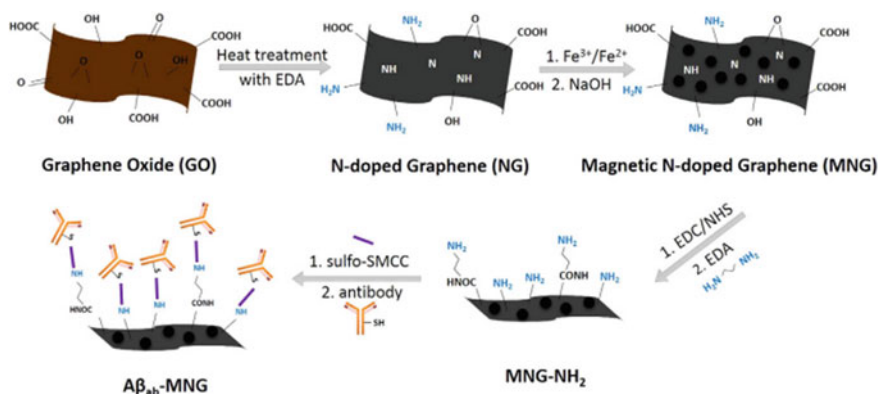 OH
HOOC
COOH
O
O
O
OH
O
COOH
OH
COOH
Heat treatment
with EDA
NH₂
HOOC
O
COOH
N
N
NH
NH
H₂N
COOH
NH₂
OH
1. Fe³⁺/Fe²⁺
2. NaOH
NH₂
HOOC
O
COOH
N
N
NH
NH
H₂N
COOH
NH₂
OH
Graphene Oxide (GO)
N-doped Graphene (NG)
Magnetic N-doped Graphene (MNG)
1. EDC/NHS
2. EDA
H₂N
NH₂
S
S
S
S
S
NH
NH
NH
NH
NH
HNOC
CONH
1. sulfo-SMCC
2. antibody
SH
NH₂
NH₂
NH₂
NH₂
NH₂
HNOC
CONH
MNG-NH₂
Aβab-MNG